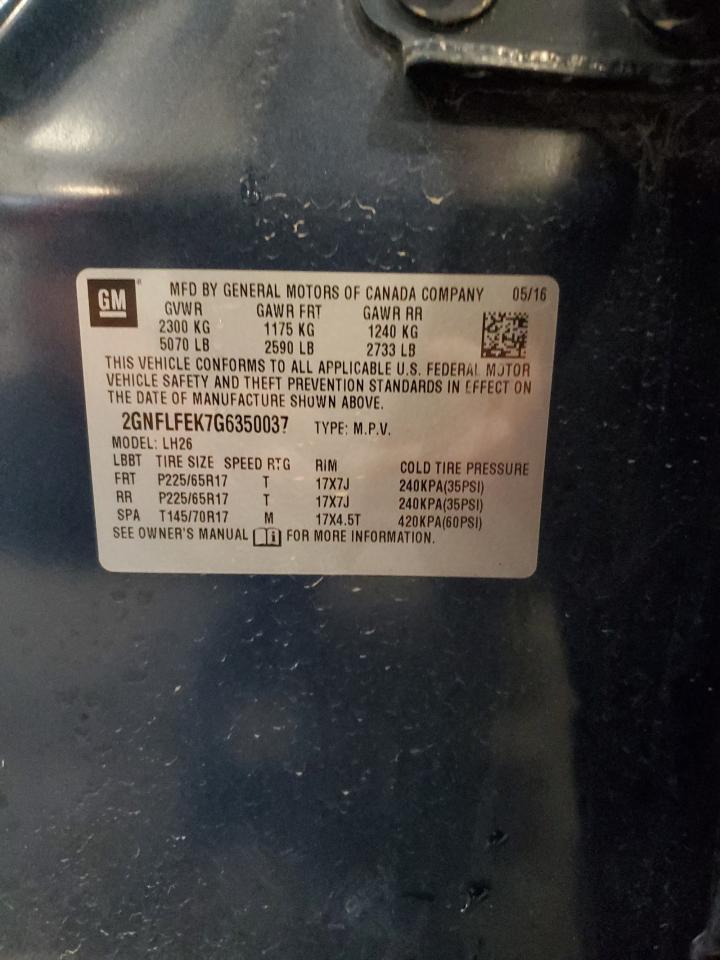 GM
MFD BY GENERAL MOTORS OF CANADA COMPANY 05/16
GVWR GAWR FRT GAWR RR
2300 KG 1175 KG 1240 KG
5070 LB 2590 LB 2733 LB
THIS VEHICLE CONFORMS TO ALL APPLICABLE U.S. FEDERAL MOTOR
VEHICLE SAFETY AND THEFT PREVENTION STANDARDS IN EFFECT ON
THE DATE OF MANUFACTURE SHOWN ABOVE.
2GNFLFEK7G6350037 TYPE: M.P.V.
MODEL: LH26
LBBT TIRE SIZE SPEED RTG RIM COLD TIRE PRESSURE
FRT P225/65R17 T 17X7J 240KPA(35PSI)
RR P225/65R17 T 17X7J 240KPA(35PSI)
SPA T145/70R17 M 17X4.5T 420KPA(60PSI)
SEE OWNER'S MANUAL FOR MORE INFORMATION.